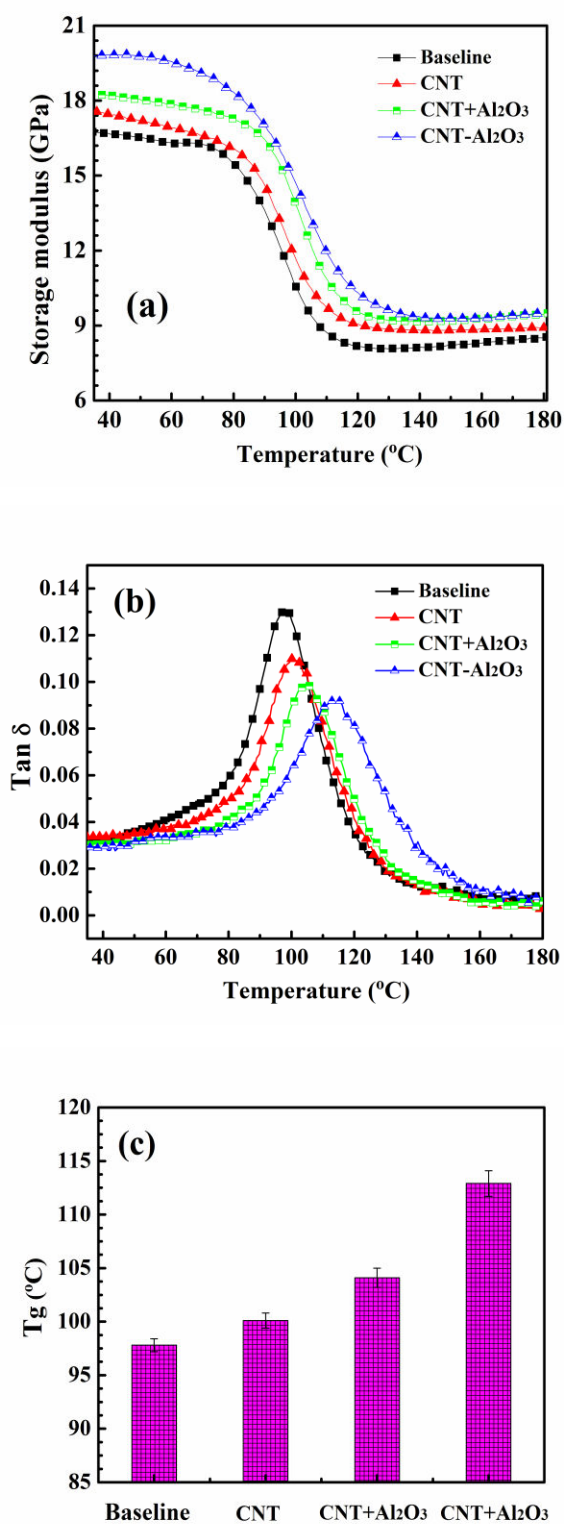 21
18
15
12
9
6
Storage modulus (GPa)
Baseline
CNT
CNT+Al2O3
CNT-Al2O3
(a)
40 60 80 100 120 140 160 180
Temperature (°C)
0.14
0.12
0.10
0.08
0.06
0.04
0.02
0.00
Tan δ
(b)
Baseline
CNT
CNT+Al2O3
CNT-Al2O3
40 60 80 100 120 140 160 180
Temperature (°C)
120
115
110
105
100
95
90
85
Tg (°C)
(c)
Baseline CNT CNT+Al2O3 CNT+Al2O3